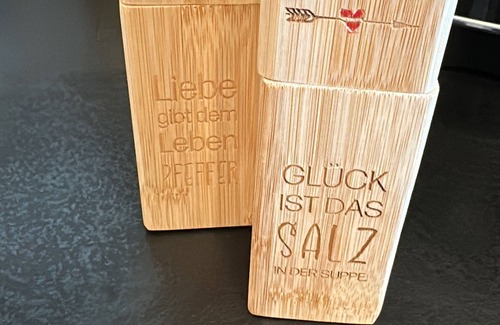 Liebe
gibt dem
Leben
PFEFFER
GLÜCK
IST DAS
SALZ
IN DER SUPPE